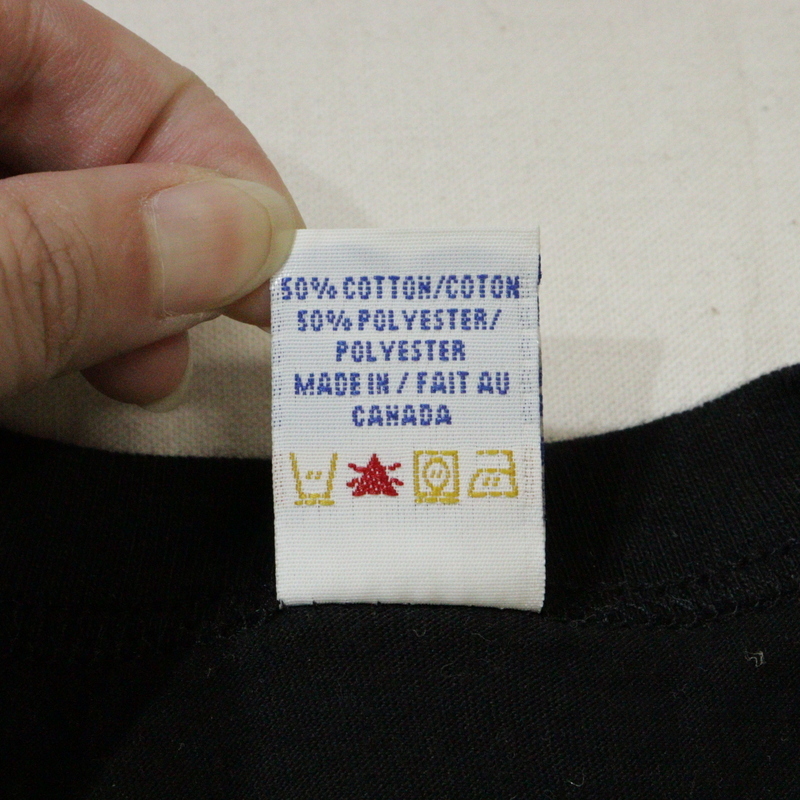 50% COTTON/COTON
50% POLYESTER/
POLYESTER
MADE IN / FAIT AU
CANADA